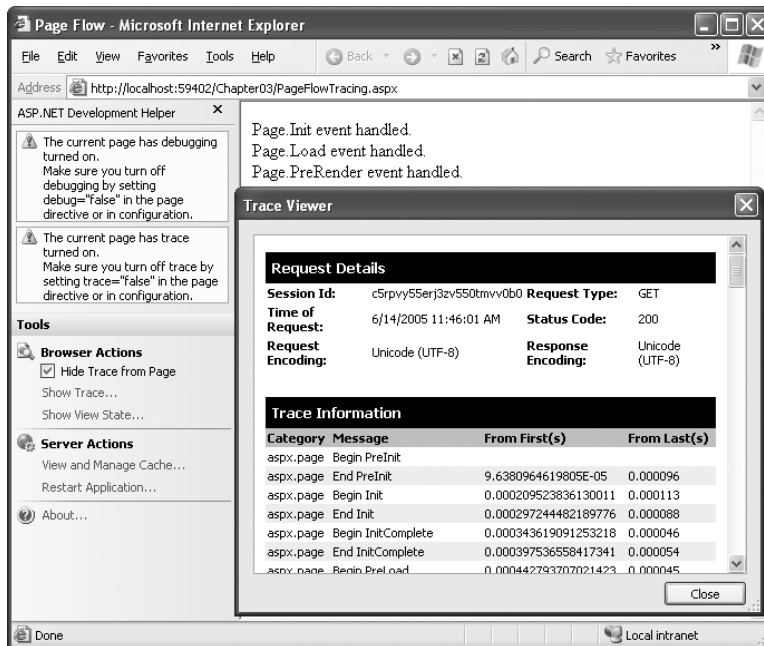 Page Flow - Microsoft Internet Explorer
File Edit View Favorites Tools Help Back Search Favorites »
Address http://localhost:59402/Chapter03/PageFlowTracing.aspx
ASP.NET Development Helper X
The current page has debugging
turned on.
Make sure you turn off
debugging by setting
debug="false" in the page
directive or in configuration.
The current page has trace
turned on.
Make sure you turn off trace by
setting trace="false" in the page
directive or in configuration.
Tools
Browser Actions
Hide Trace from Page
Show Trace...
Show View State...
Server Actions
View and Manage Cache...
Restart Application...
About...
Page.Init event handled.
Page.Load event handled.
Page.PreRender event handled.
Trace Viewer
Request Details
Session Id: c5rpvy55erj3zv550tmvv0b0 Request Type: GET
Time of
Request: 6/14/2005 11:46:01 AM Status Code: 200
Request
Encoding: Unicode (UTF-8) Response
Encoding: Unicode
(UTF-8)
Trace Information
Category Message From First(s) From Last(s)
aspx.page Begin PreInit
aspx.page End PreInit 9.6380964619805E-05 0.000096
aspx.page Begin Init 0.000209523836130011 0.000113
aspx.page End Init 0.000297244482189776 0.000088
aspx.page Begin InitComplete 0.000343619091253218 0.000046
aspx.page End InitComplete 0.000397536558417341 0.000054
aspx.page Begin PreLoad 0.000442793707021423 0.000045
Close
Done Local intranet